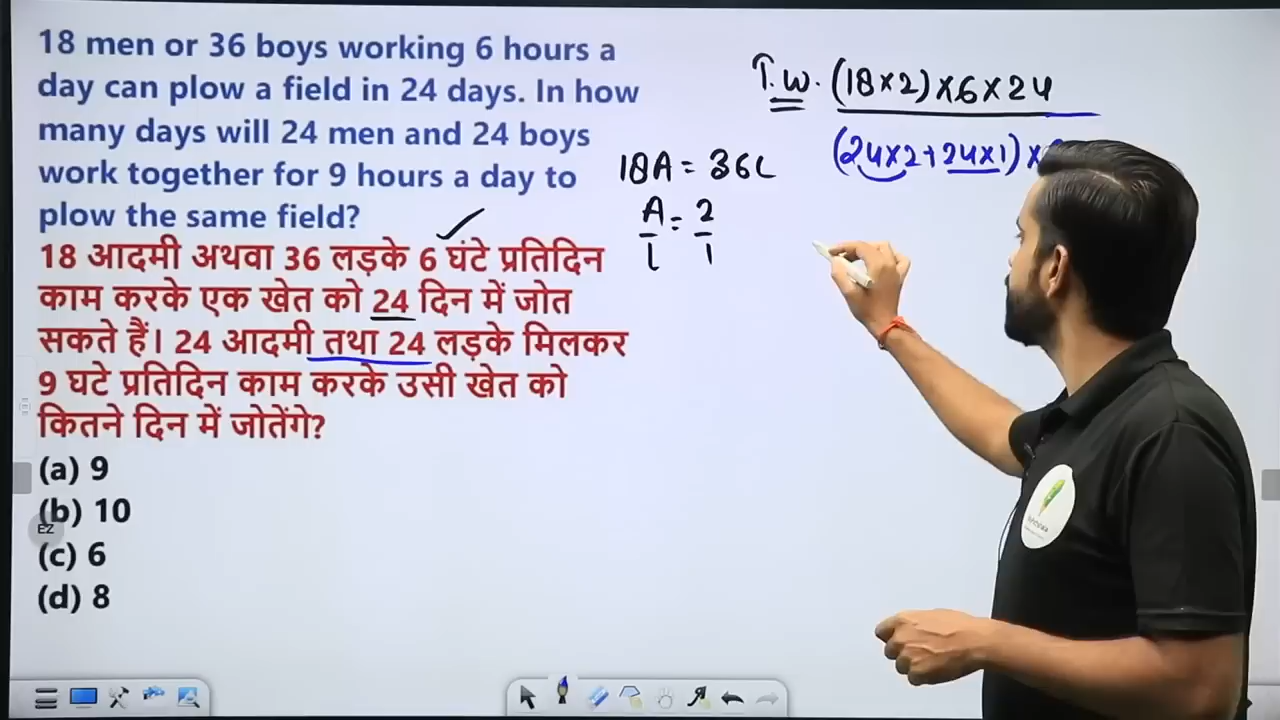 18 men or 36 boys working 6 hours a
day can plow a field in 24 days. In how
many days will 24 men and 24 boys
work together for 9 hours a day to
plow the same field?
18 आदमी अथवा 36 लड़के 6 घंटे प्रतिदिन
काम करके एक खेत को 24 दिन में जोत
सकते हैं। 24 आदमी तथा 24 लड़के मिलकर
9 घटे प्रतिदिन काम करके उसी खेत को
कितने दिन में जोतेंगे?
(a) 9
(b) 10
(c) 6
(d) 8
EZ
T.W. (18×2)×6×24
(24×2+24×1)×
18A = 36L
A/L = 2/1